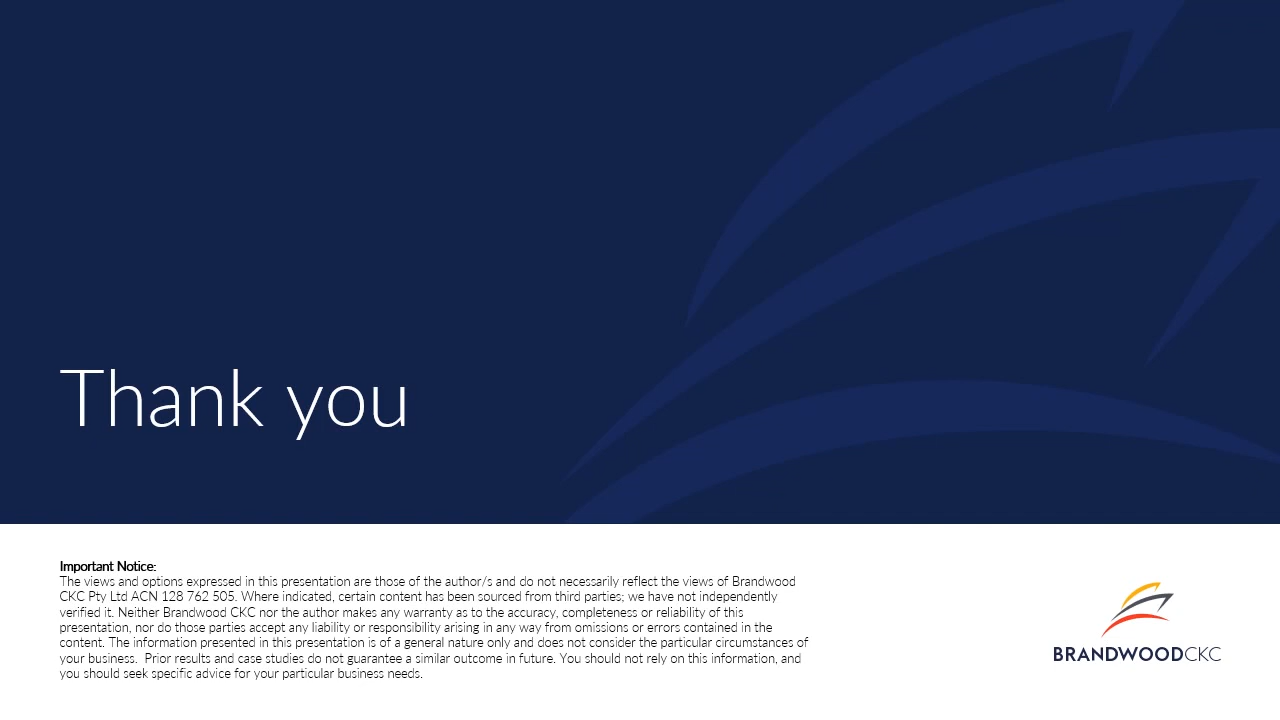 Thank you
Important Notice:
The views and options expressed in this presentation are those of the author/s and do not necessarily reflect the views of Brandwood
CKC Pty Ltd ACN 128 762 505. Where indicated, certain content has been sourced from third parties; we have not independently
verified it. Neither Brandwood CKC nor the author makes any warranty as to the accuracy, completeness or reliability of this
presentation, nor do those parties accept any liability or responsibility arising in any way from omissions or errors contained in the
content. The information presented in this presentation is of a general nature only and does not consider the particular circumstances of
your business.  Prior results and case studies do not guarantee a similar outcome in future. You should not rely on this information, and
you should seek specific advice for your particular business needs.
BRANDWOODCKC